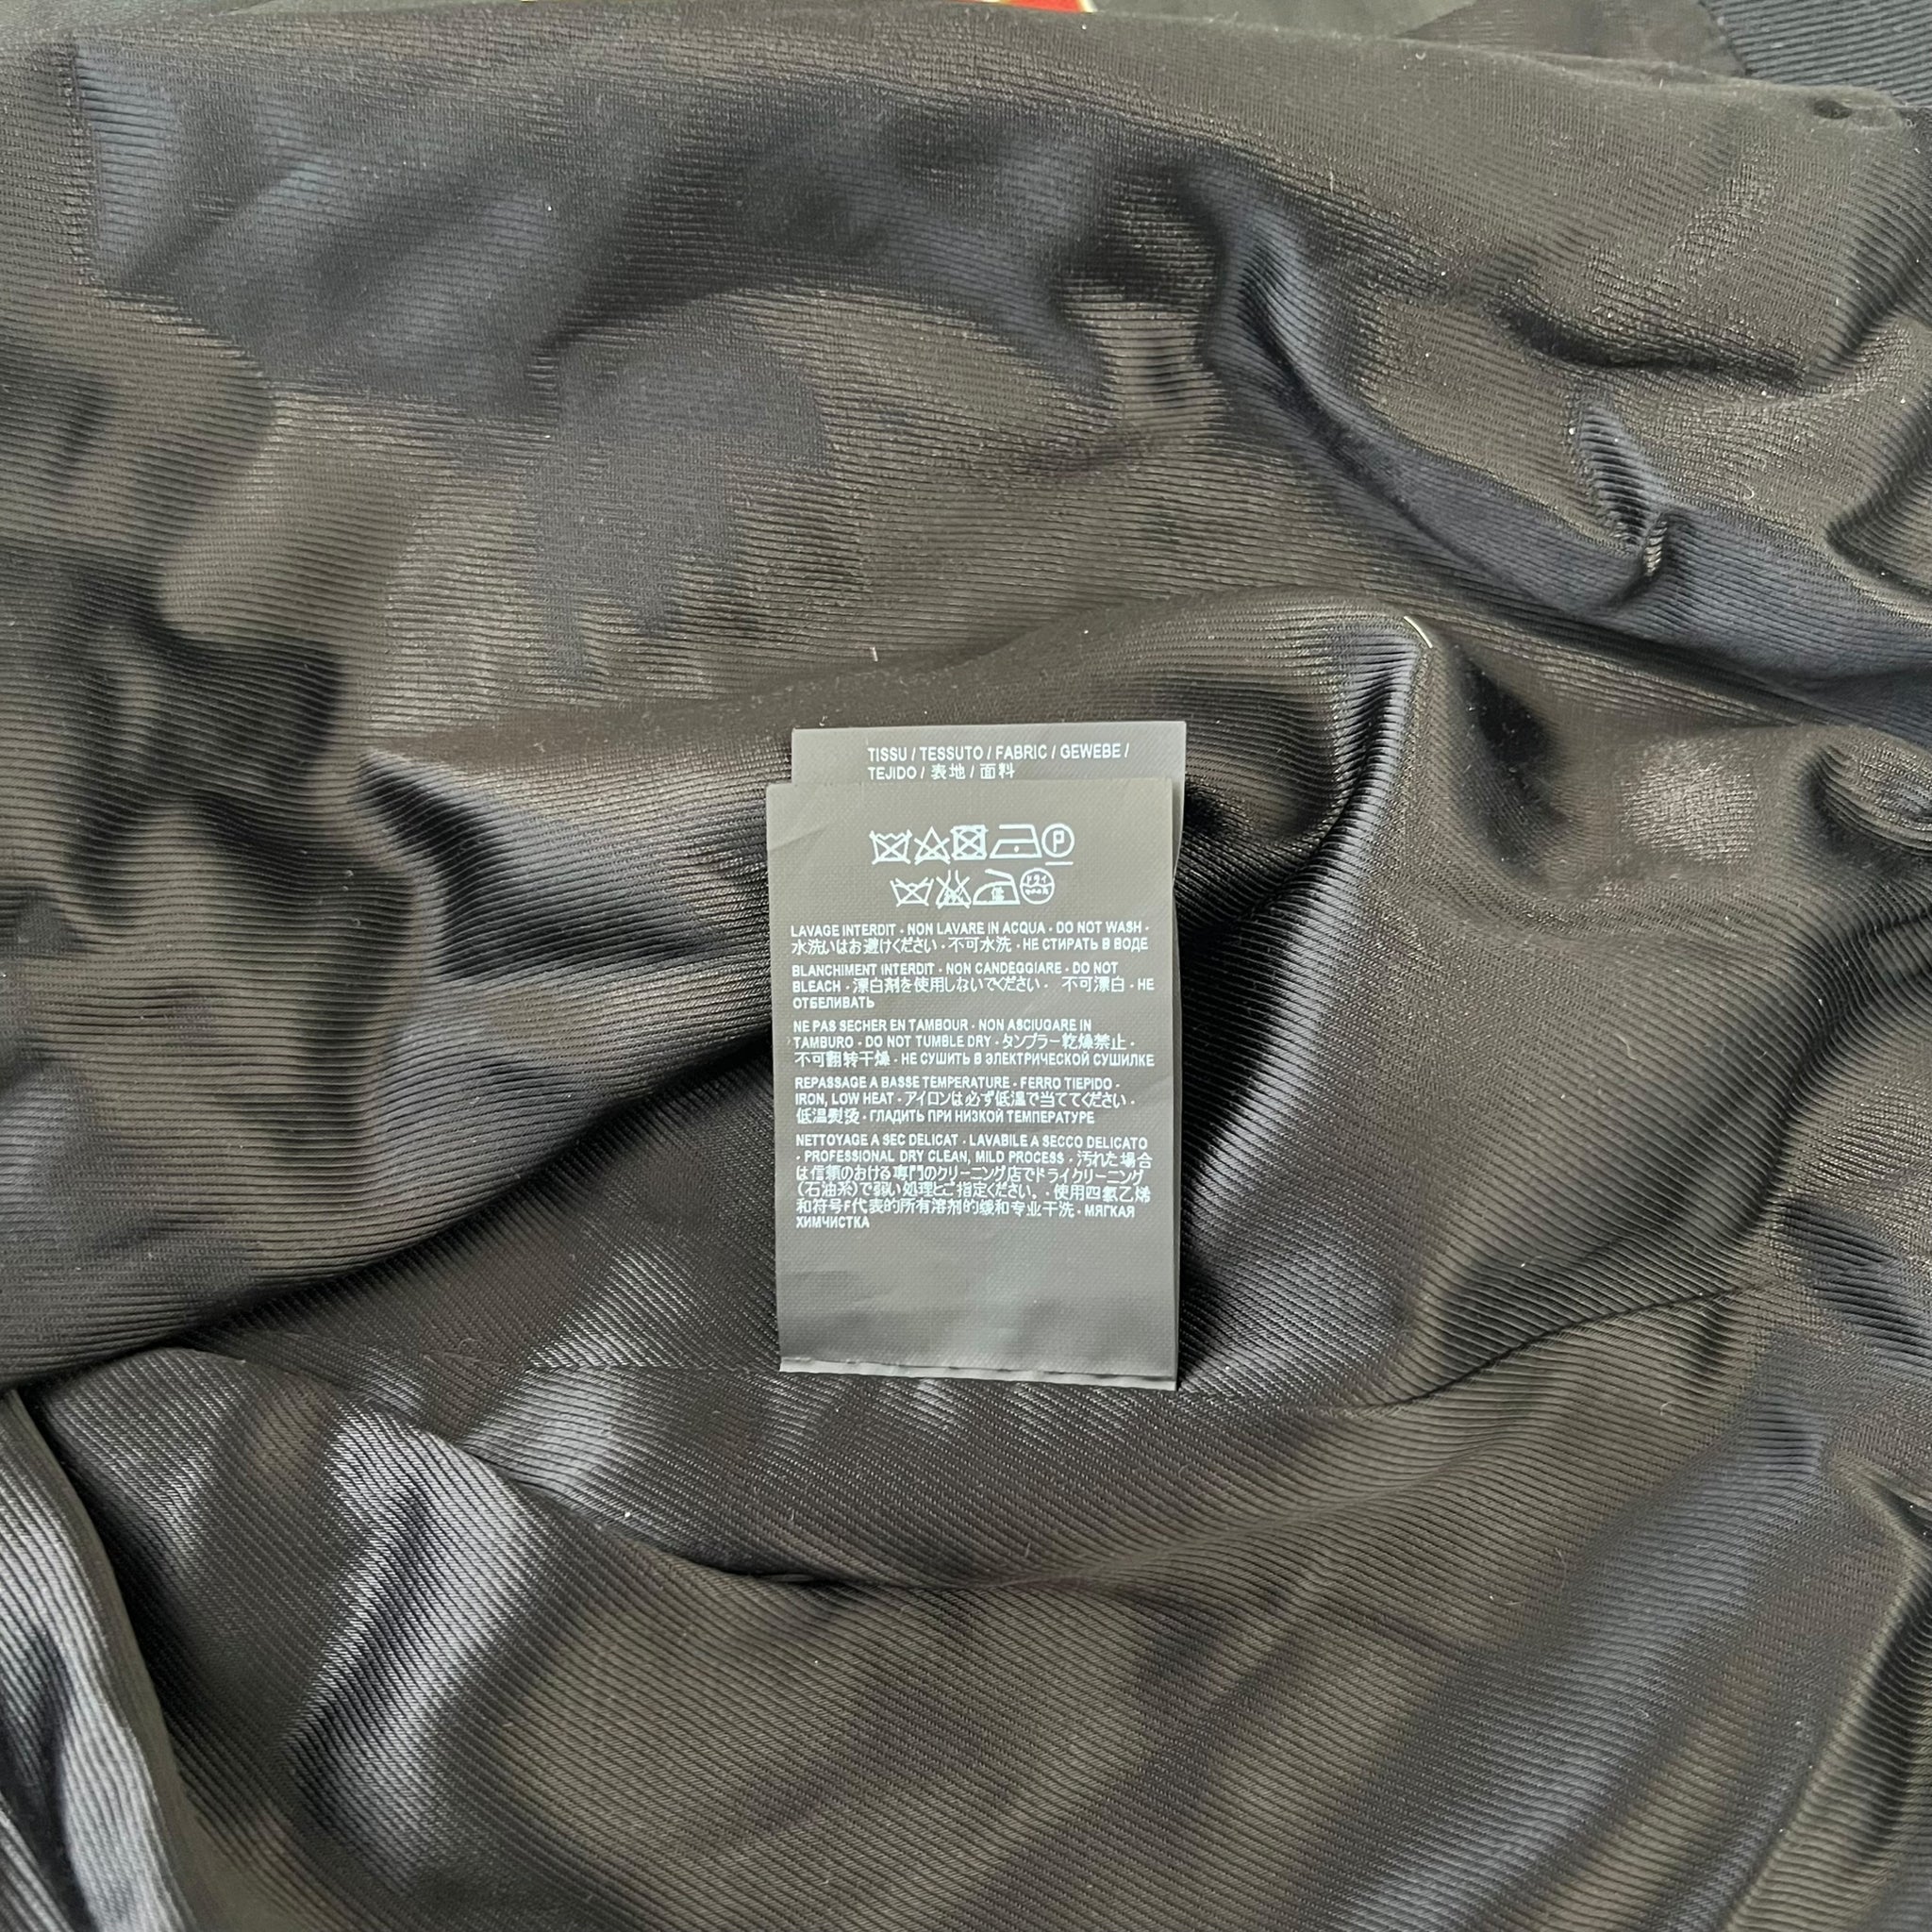 TISSU / TESSUTO / FABRIC / GEWEBE /
TEJIDO / 表地 / 面料
P
ドライ
低
LAVAGE INTERDIT - NON LAVARE IN ACQUA - DO NOT WASH -
水洗いはお避けください - 不可水洗 - НЕ СТИРАТЬ В ВОДЕ
BLANCHIMENT INTERDIT - NON CANDEGGIARE - DO NOT
BLEACH - 漂白剤を使用しないでください - 不可漂白 - НЕ
ОТБЕЛИВАТЬ
NE PAS SECHER EN TAMBOUR - NON ASCIUGARE IN
TAMBURO - DO NOT TUMBLE DRY - タンブラー乾燥禁止 -
不可翻转干燥 - НЕ СУШИТЬ В ЭЛЕКТРИЧЕСКОЙ СУШИЛКЕ
REPASSAGE A BASSE TEMPERATURE - FERRO TIEPIDO -
IRON, LOW HEAT - アイロンは必ず低温で当ててください -
低温熨烫 - ГЛАДИТЬ ПРИ НИЗКОЙ ТЕМПЕРАТУРЕ
NETTOYAGE A SEC DELICAT - LAVABILE A SECCO DELICATO
- PROFESSIONAL DRY CLEAN, MILD PROCESS - 汚れた場合
は信頼のおける専門のクリーニング店でドライクリーニング
(石油系)で弱い処理とご指定ください。 - 使用四氯乙烯
和符号F代表的所有溶剂的缓和专业干洗 - МЯГКАЯ
ХИМЧИСТКА